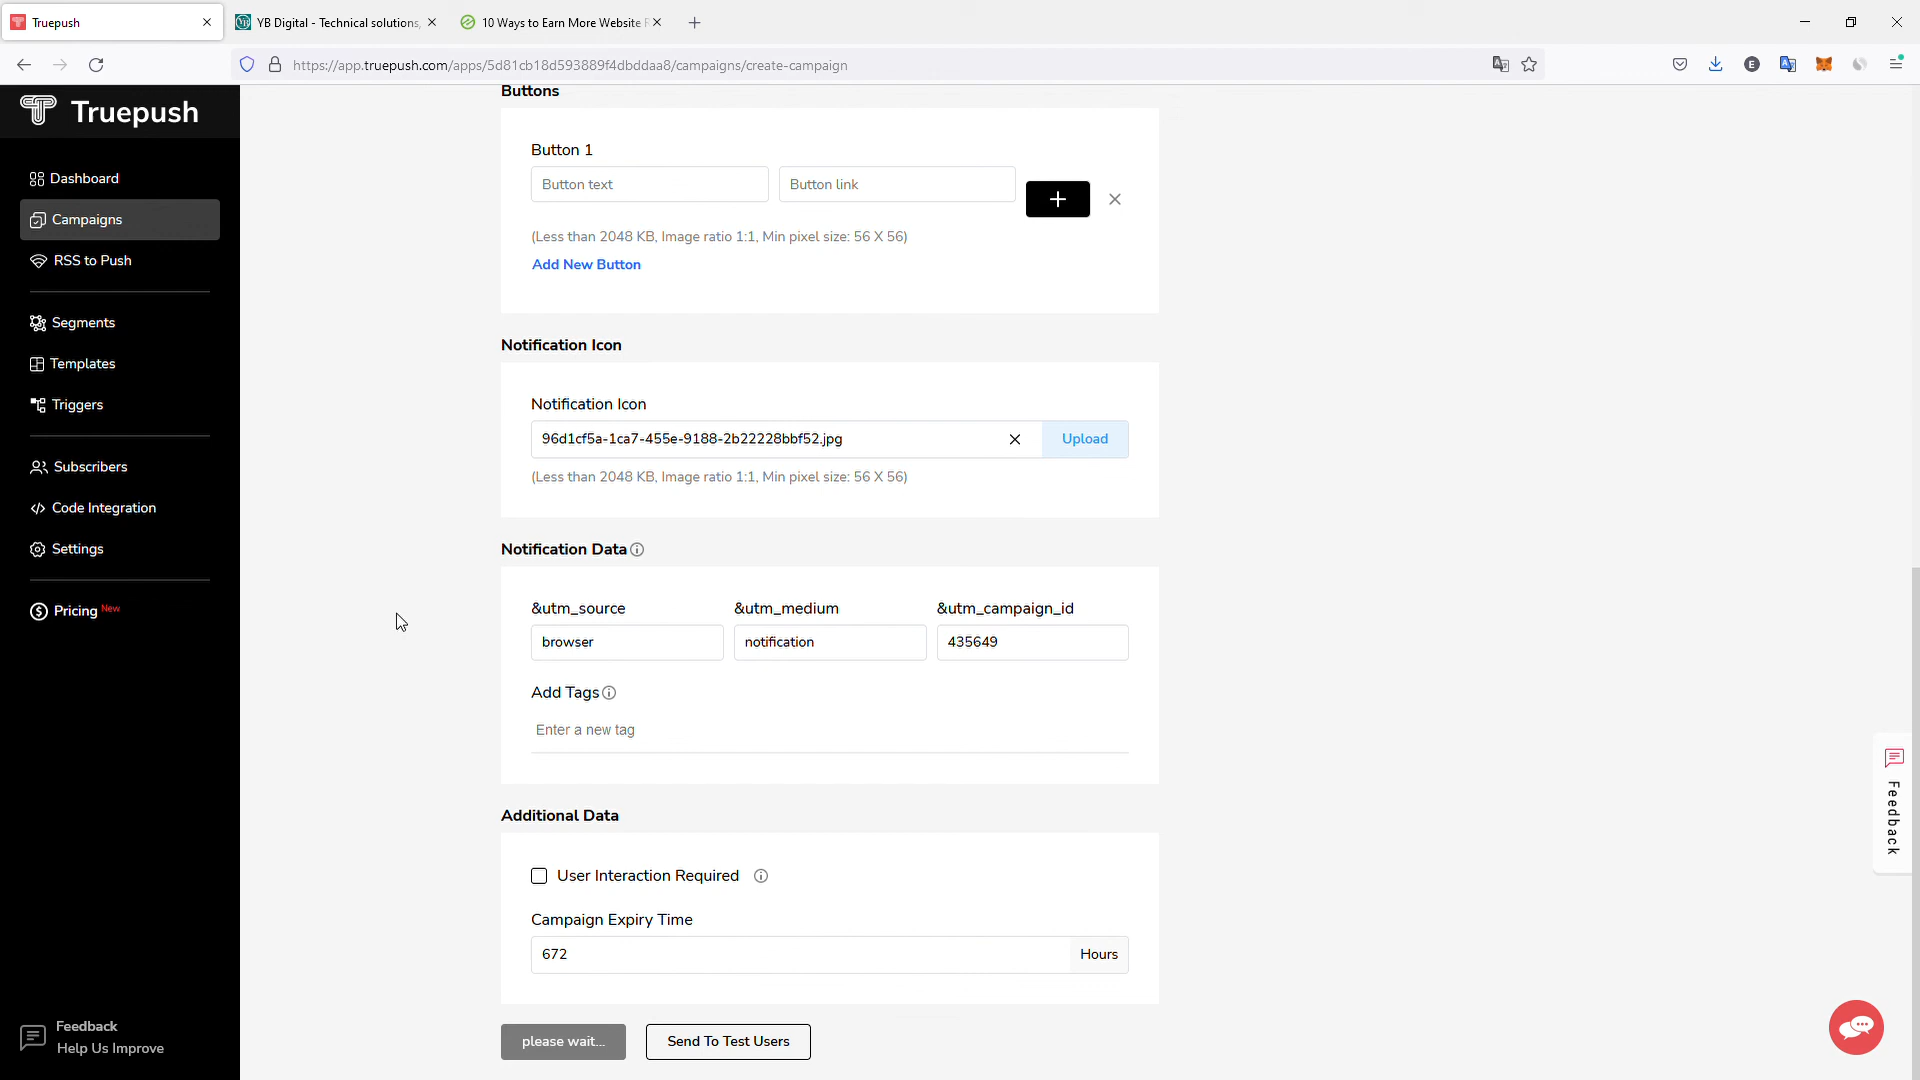 Truepush
YB Digital - Technical solutions,
10 Ways to Earn More Website R
https://app.truepush.com/apps/5d81cb18d593889f4dbddaa8/campaigns/create-campaign
E
Truepush
Dashboard
Campaigns
RSS to Push
Segments
Templates
Triggers
Subscribers
Code Integration
Settings
Pricing New
Feedback
Help Us Improve
Buttons
Button 1
Button text
Button link
(Less than 2048 KB, Image ratio 1:1, Min pixel size: 56 X 56)
Add New Button
Notification Icon
Notification Icon
96d1cf5a-1ca7-455e-9188-2b22228bbf52.jpg
Upload
(Less than 2048 KB, Image ratio 1:1, Min pixel size: 56 X 56)
Notification Data
&utm_source
&utm_medium
&utm_campaign_id
browser
notification
435649
Add Tags
Enter a new tag
Additional Data
User Interaction Required
Campaign Expiry Time
672
Hours
please wait...
Send To Test Users
Feedback